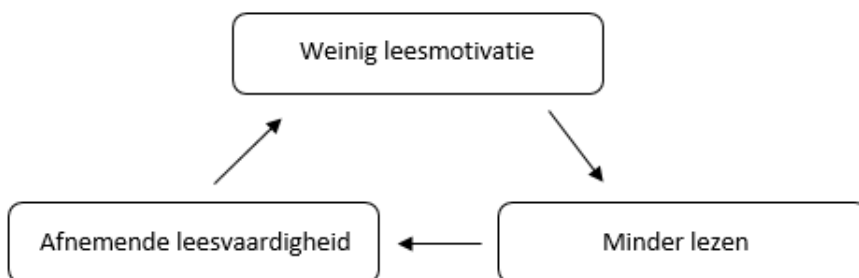 Weinig leesmotivatie
Afnemende leesvaardigheid
Minder lezen